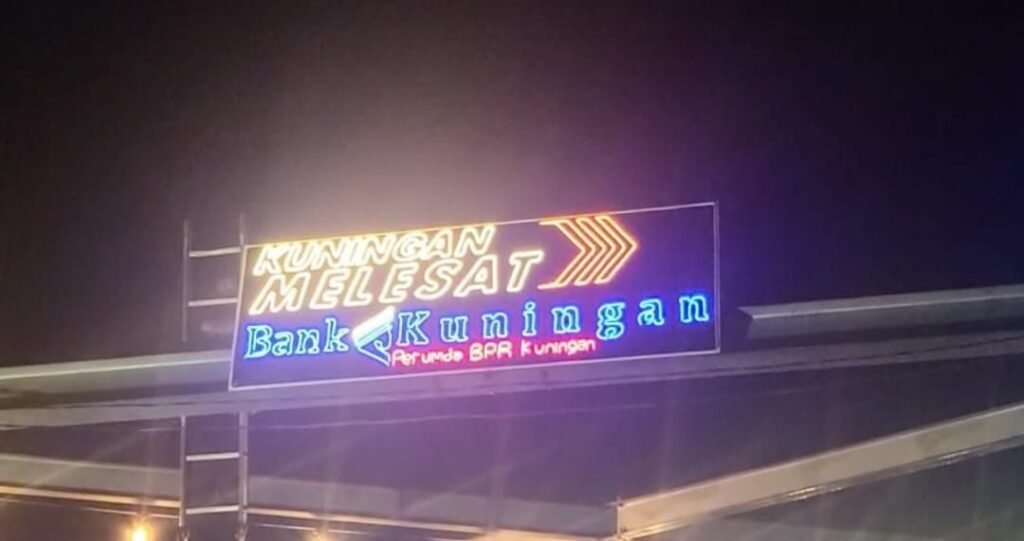 KUNINGAN
MELESAT
Bank Kuningan
Perumda BPR Kuningan